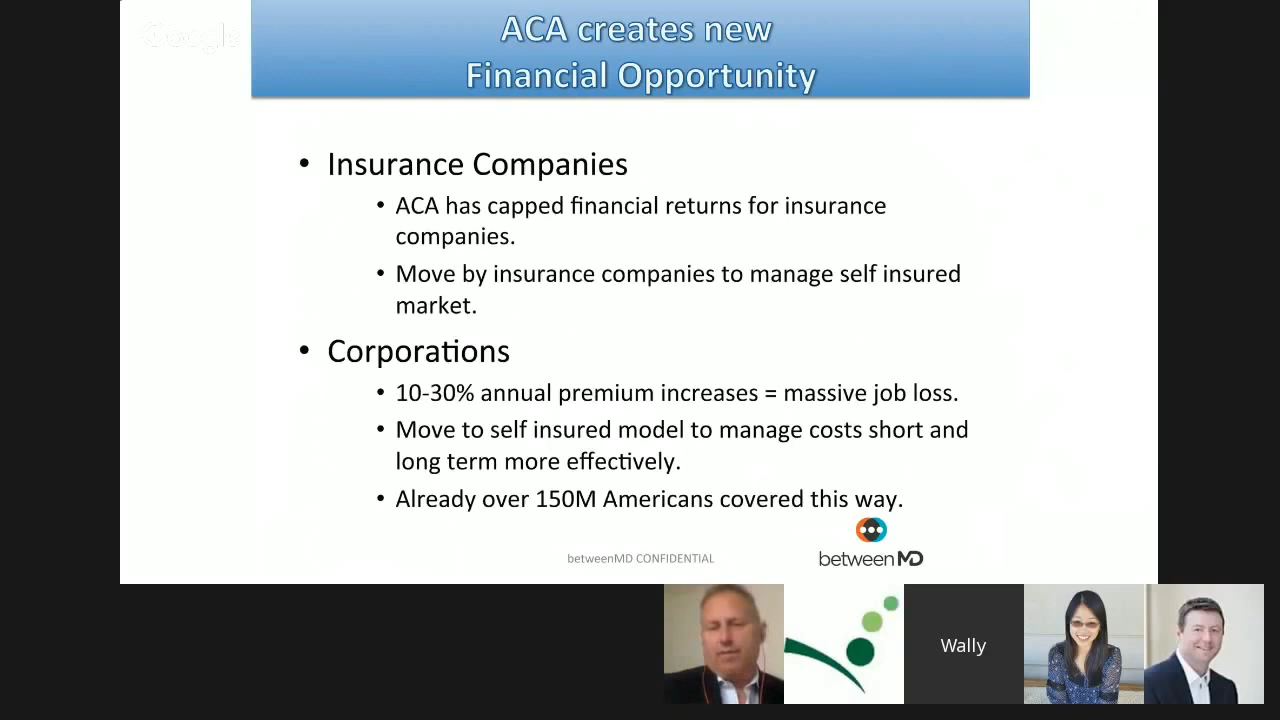 Google
ACA creates new
Financial Opportunity
• Insurance Companies
• ACA has capped financial returns for insurance
companies.
• Move by insurance companies to manage self insured
market.
• Corporations
• 10-30% annual premium increases = massive job loss.
• Move to self insured model to manage costs short and
long term more effectively.
• Already over 150M Americans covered this way.
betweenMD CONFIDENTIAL
betweenMD
Wally